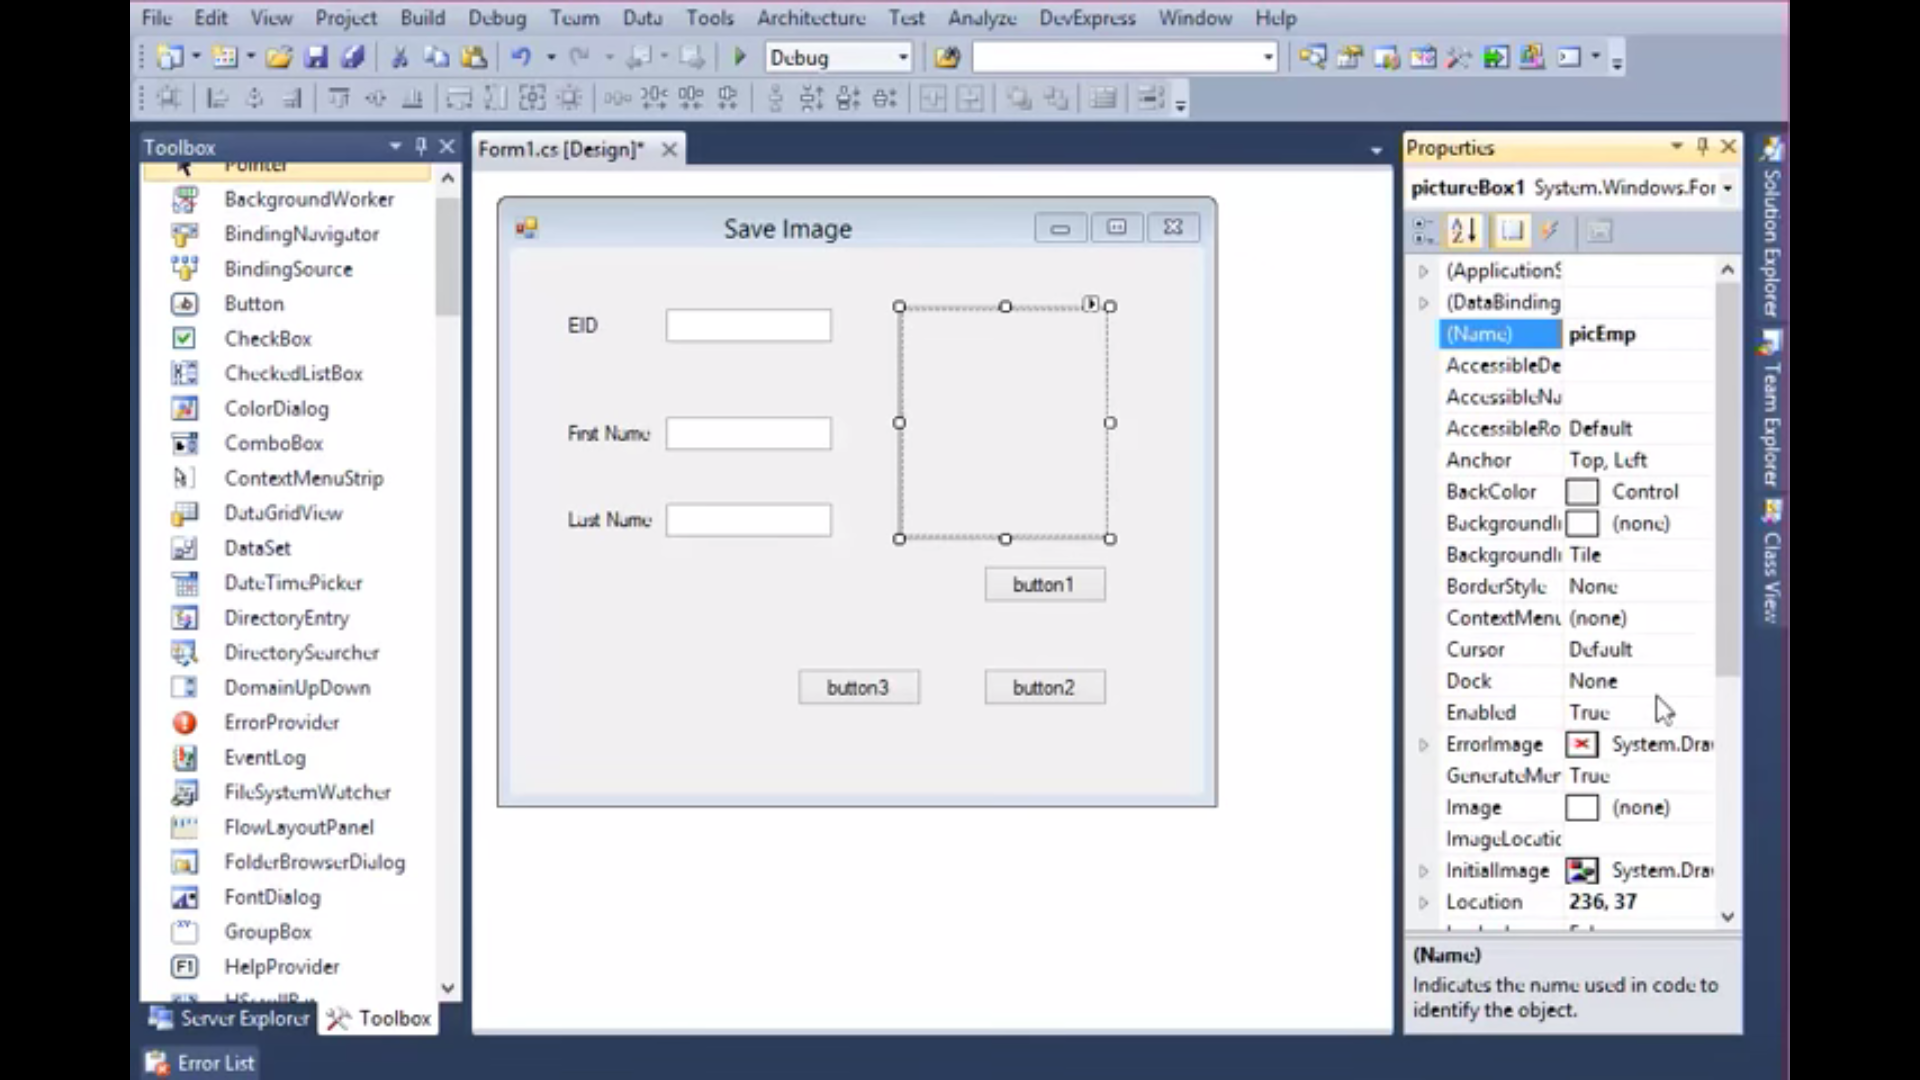 File Edit View Project Build Debug Team Data Tools Architecture Test Analyze DevExpress Window Help
Debug
Toolbox
Form1.cs [Design]*
Properties
Pointer
BackgroundWorker
BindingNavigator
BindingSource
Button
CheckBox
CheckedListBox
ColorDialog
ComboBox
ContextMenuStrip
DataGridView
DataSet
DateTimePicker
DirectoryEntry
DirectorySearcher
DomainUpDown
ErrorProvider
EventLog
FileSystemWatcher
FlowLayoutPanel
FolderBrowserDialog
FontDialog
GroupBox
HelpProvider
Server Explorer Toolbox
Error List
Save Image
EID
First Name
Last Name
button1
button3 button2
pictureBox1 System.Windows.For
(ApplicationS
(DataBinding
(Name) picEmp
AccessibleDe
AccessibleNa
AccessibleRo Default
Anchor Top, Left
BackColor Control
BackgroundIr (none)
BackgroundIr Tile
BorderStyle None
ContextMenu (none)
Cursor Default
Dock None
Enabled True
ErrorImage System.Draw
GenerateMer True
Image (none)
ImageLocatio
InitialImage System.Draw
Location 236, 37
(Name)
Indicates the name used in code to
identify the object.
Solution Explorer
Team Explorer
Class View